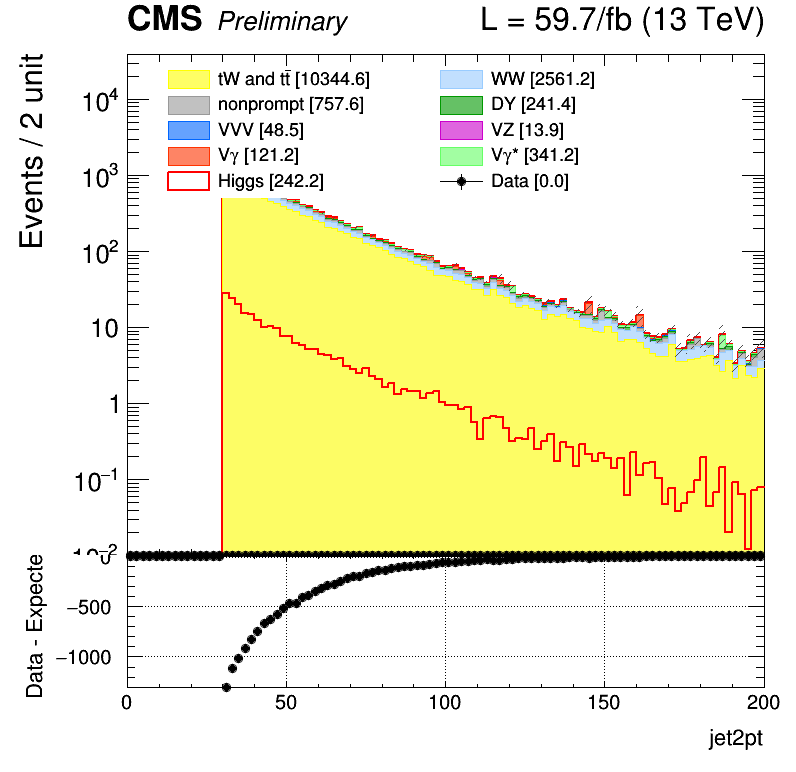 CMS Preliminary L = 59.7/fb (13 TeV)
Events / 2 unit
tW and tt̄ [10344.6] WW [2561.2]
nonprompt [757.6] DY [241.4]
VVV [48.5] VZ [13.9]
Vγ [121.2] Vγ* [341.2]
Higgs [242.2] Data [0.0]
10⁴
10³
10²
10
1
10⁻¹
10⁻²
0
Data - Expecte
−500
−1000
0 50 100 150 200
jet2pt